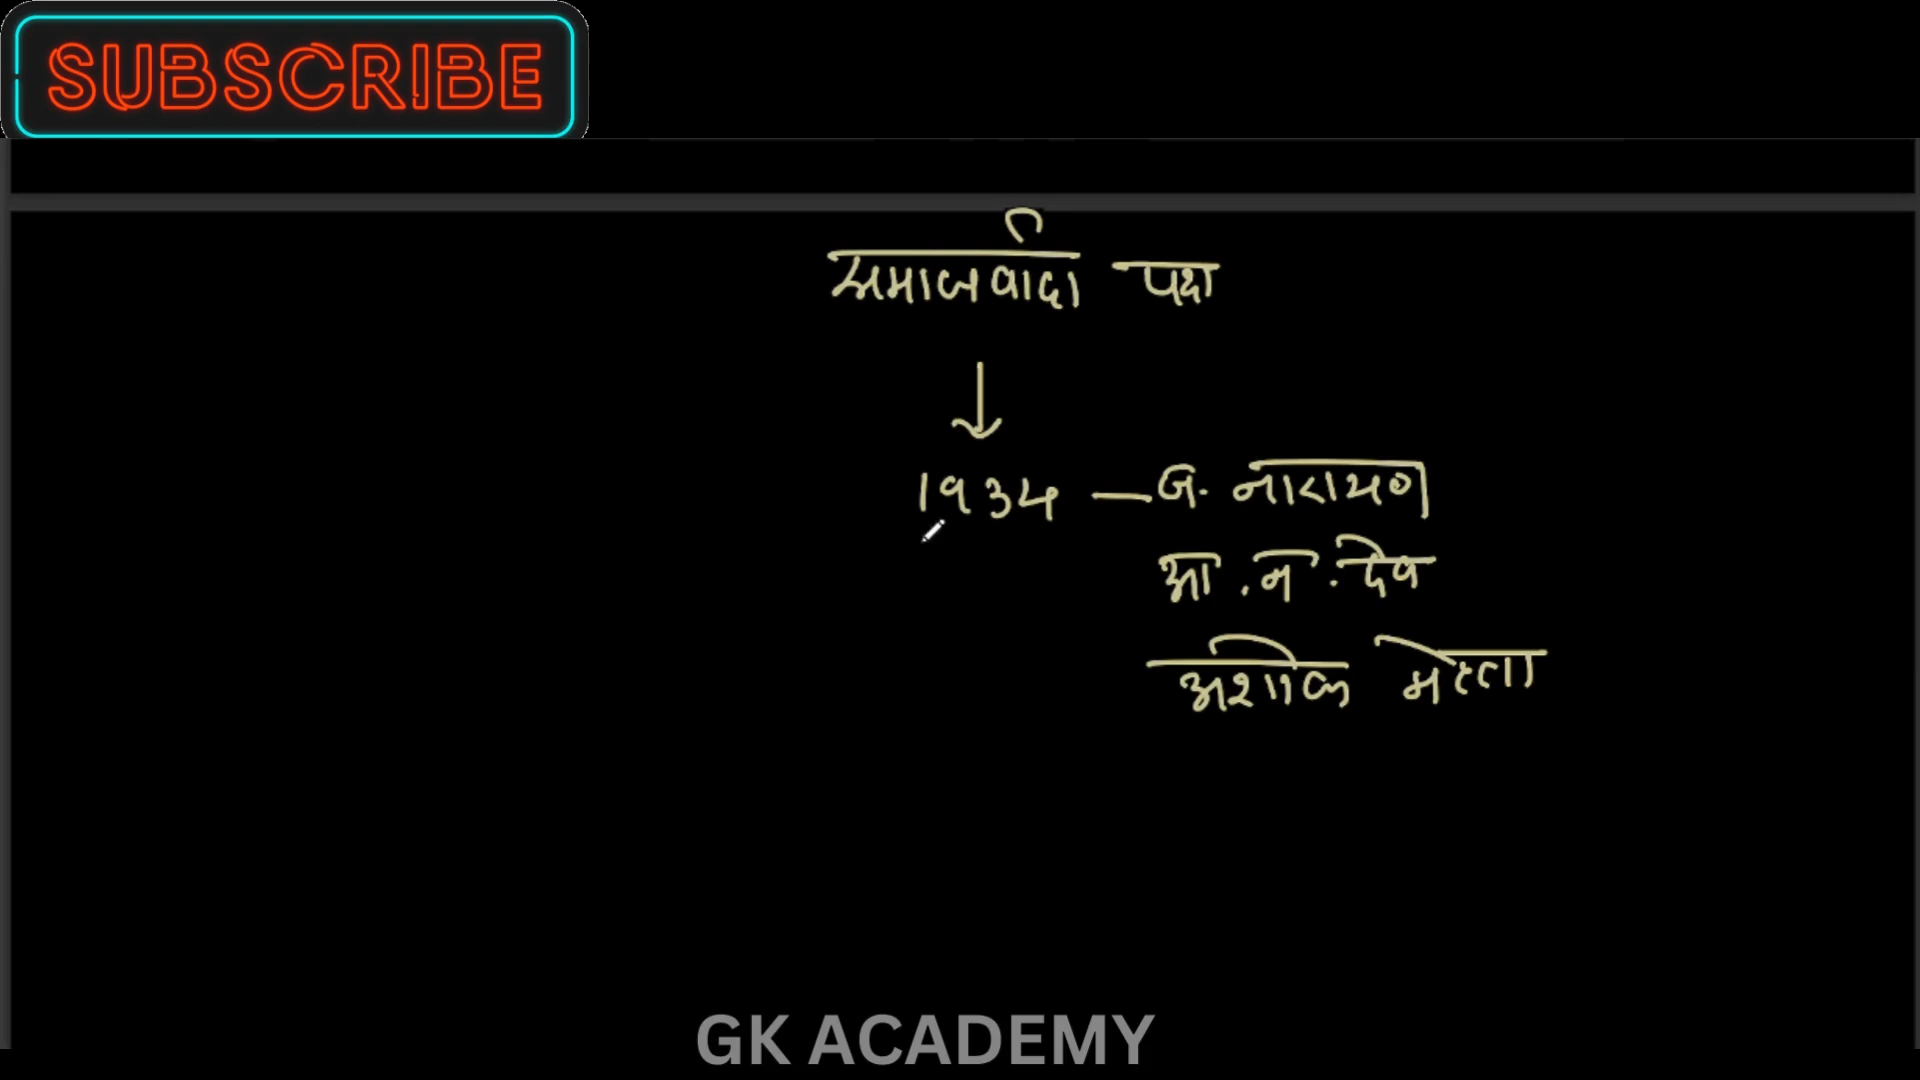 SUBSCRIBE
समाजवादी पक्ष
1934 — ज. नारायण
आ. न. देव
अशोक मेहता
GK ACADEMY